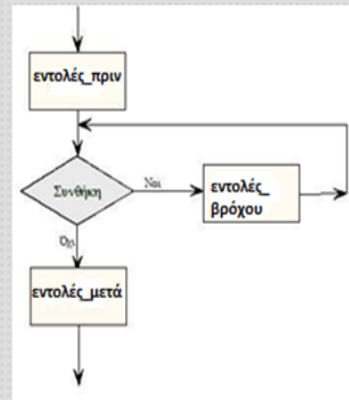 εντολές_πριν
Συνθήκη
Ναι
εντολές_
βρόχου
Όχι
εντολές_μετά